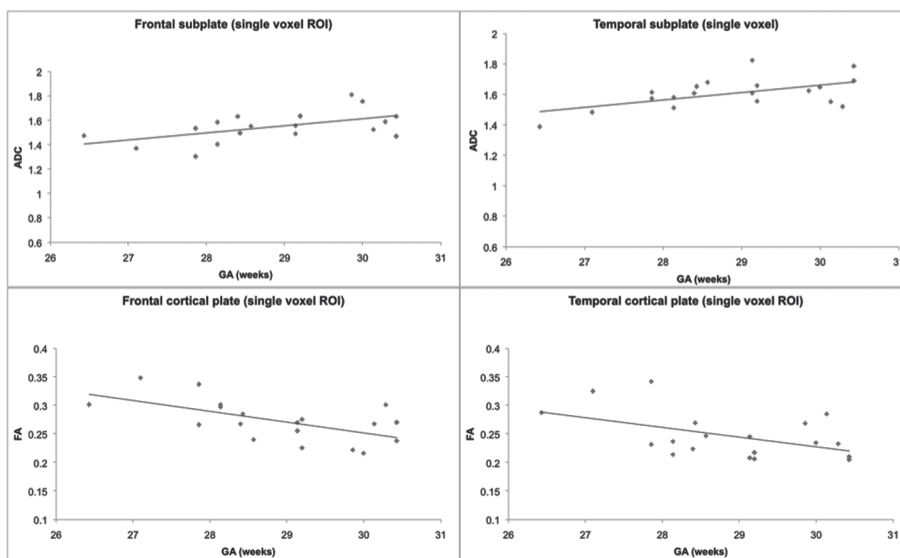 Frontal subplate (single voxel ROI)
2
1.8
1.6
1.4
1.2
1
0.8
0.6
ADC
26 27 28 29 30 31
GA (weeks)
Temporal subplate (single voxel)
2
1.8
1.6
1.4
1.2
1
0.8
0.6
ADC
26 27 28 29 30 31
GA (weeks)
Frontal cortical plate (single voxel ROI)
0.4
0.35
0.3
0.25
0.2
0.15
0.1
FA
26 27 28 29 30 31
GA (weeks)
Temporal cortical plate (single voxel ROI)
0.4
0.35
0.3
0.25
0.2
0.15
0.1
FA
26 27 28 29 30 31
GA (weeks)